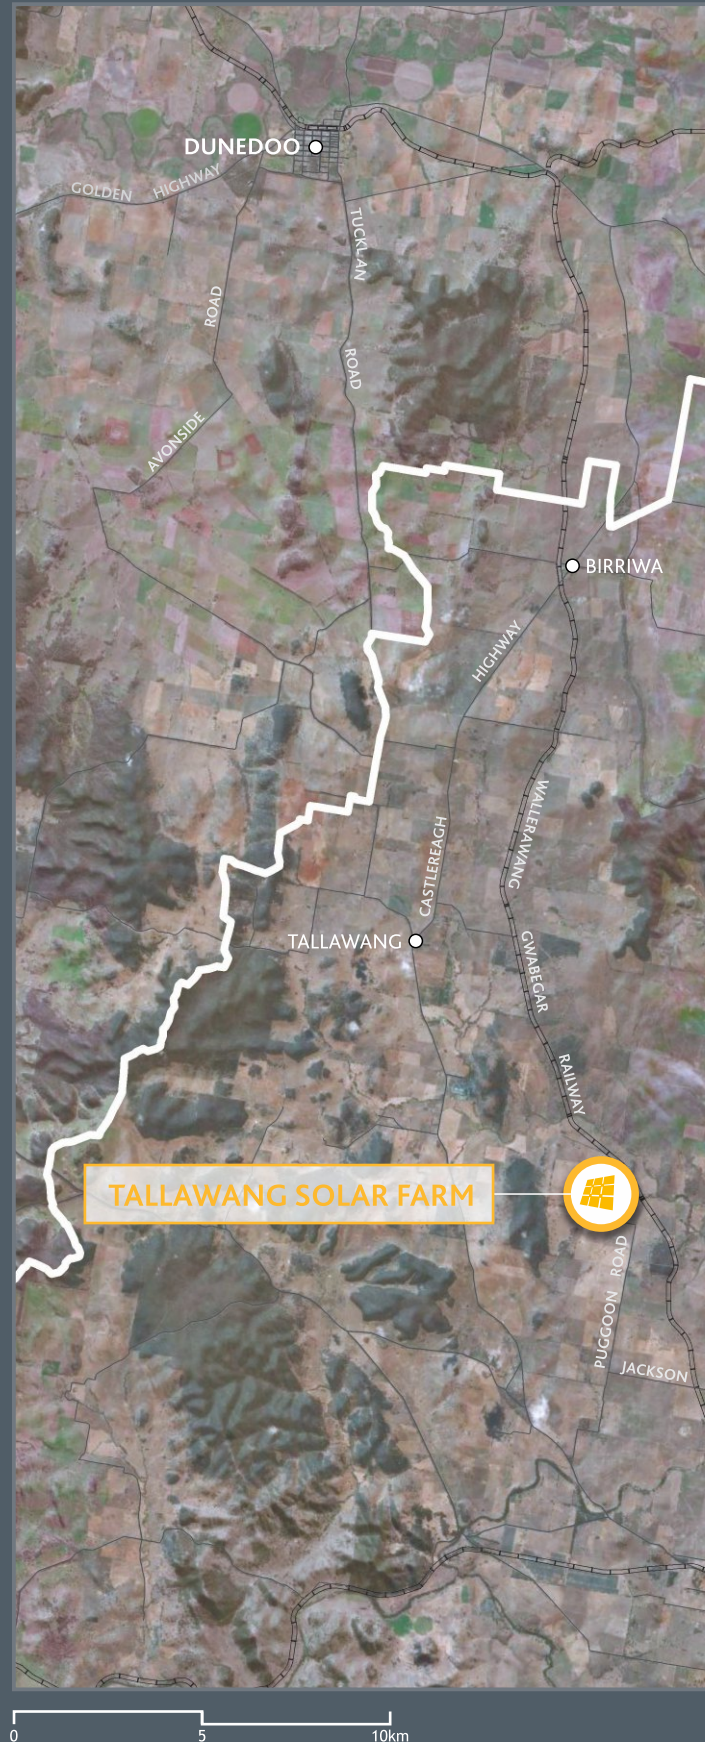 DUNEDOO
GOLDEN HIGHWAY
TUCKLAN ROAD
AVONSIDE ROAD
BIRRIWA
CASTLEREAGH HIGHWAY
WALLERAWANG GWABEGAR RAILWAY
TALLAWANG
TALLAWANG SOLAR FARM
PUGGOON ROAD
JACKSON
0 5 10km